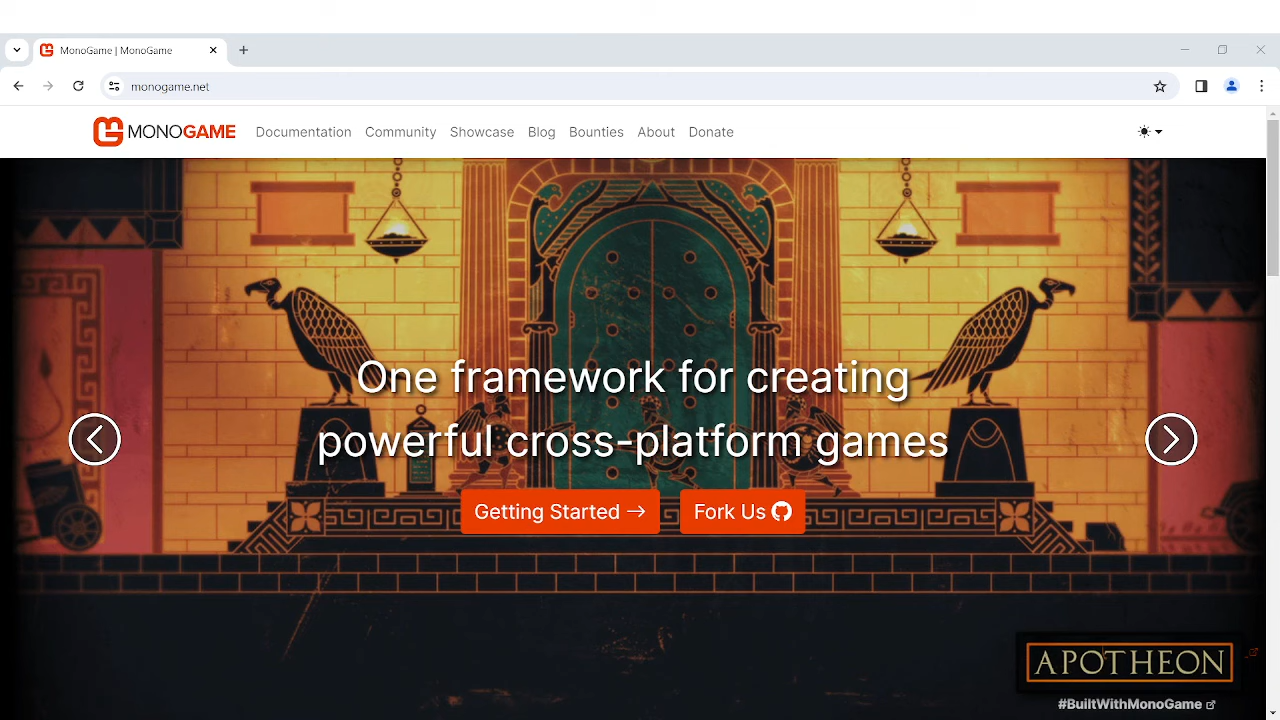 MonoGame | MonoGame
monogame.net
MONOGAME Documentation Community Showcase Blog Bounties About Donate
One framework for creating
powerful cross-platform games
Getting Started → Fork Us
APOTHEON
#BuiltWithMonoGame